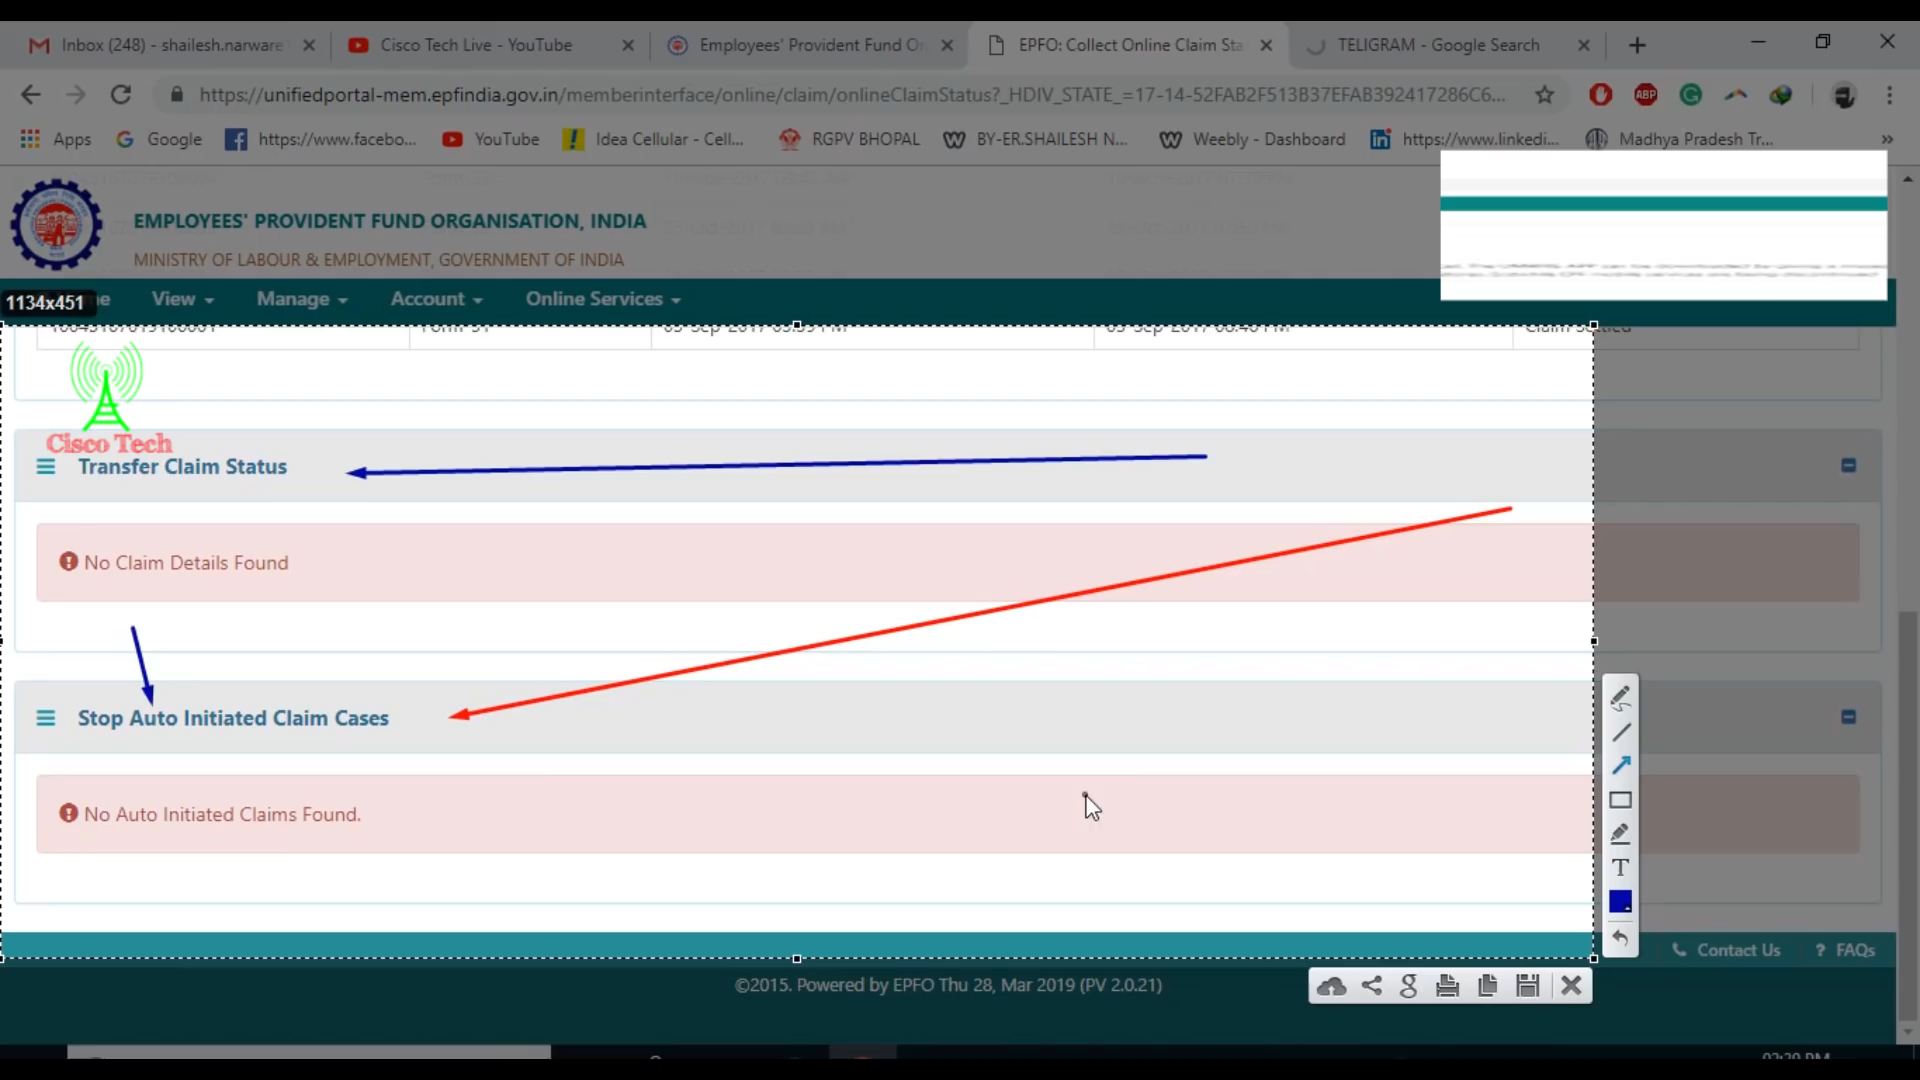 Inbox (248) - shailesh.narware
Cisco Tech Live - YouTube
Employees' Provident Fund Or
EPFO: Collect Online Claim Sta
TELIGRAM - Google Search
https://unifiedportal-mem.epfindia.gov.in/memberinterface/online/claim/onlineClaimStatus?_HDIV_STATE_=17-14-52FAB2F513B37EFAB392417286C6...
ABP
Apps
Google
https://www.facebo...
YouTube
Idea Cellular - Cell...
RGPV BHOPAL
BY-ER.SHAILESH N...
Weebly - Dashboard
https://www.linkedi...
Madhya Pradesh Tr...
EMPLOYEES' PROVIDENT FUND ORGANISATION, INDIA
MINISTRY OF LABOUR & EMPLOYMENT, GOVERNMENT OF INDIA
1134x451
View
Manage
Account
Online Services
Claim Settled
Cisco Tech
Transfer Claim Status
No Claim Details Found
Stop Auto Initiated Claim Cases
No Auto Initiated Claims Found.
T
Contact Us
? FAQs
©2015. Powered by EPFO Thu 28, Mar 2019 (PV 2.0.21)